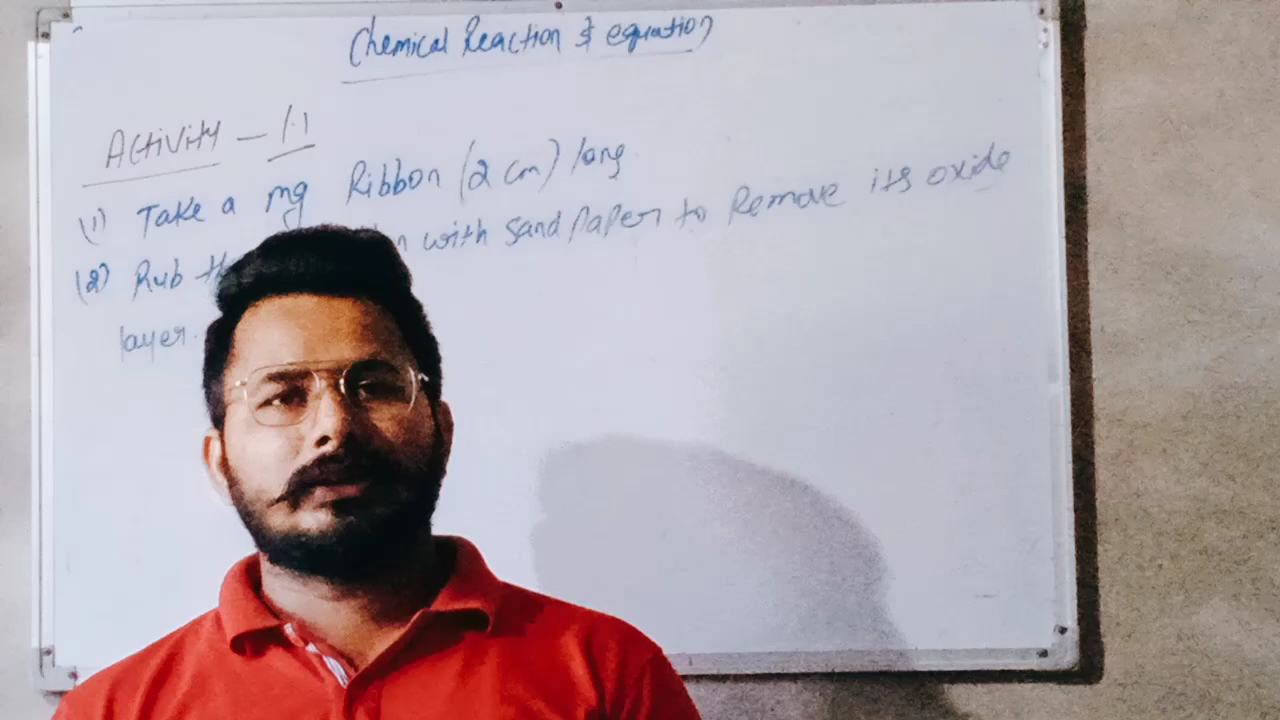 Chemical Reaction & equation
Activity - 1.1
(1) Take a mg Ribbon (2 cm) long
(2) Rub with sand paper to Remove its oxide
layer.